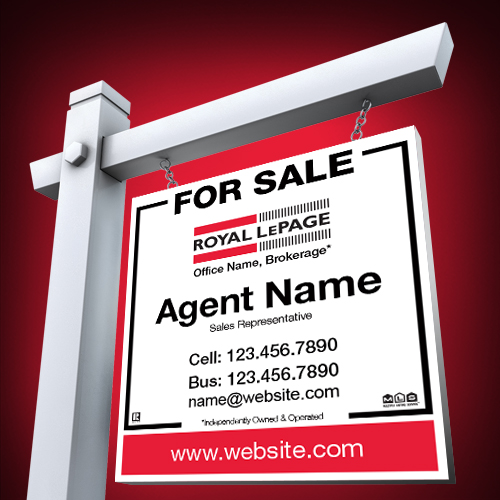 FOR SALE
ROYAL LEPAGE
Office Name, Brokerage*
Agent Name
Sales Representative
Cell: 123.456.7890
Bus: 123.456.7890
name@website.com
*Independently Owned & Operated
www.website.com